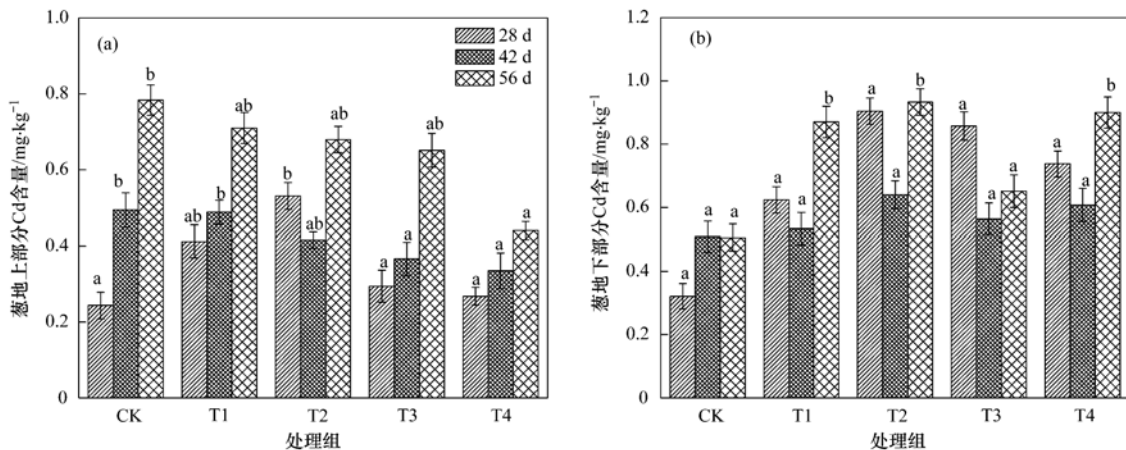 (a)
28 d
42 d
56 d
1.0
0.8
0.6
0.4
0.2
0
葱地上部分Cd含量/mg·kg⁻¹
a b b
ab b ab
b ab ab
a a ab
a a a
CK T1 T2 T3 T4
处理组
(b)
1.2
1.0
0.8
0.6
0.4
0.2
0
葱地下部分Cd含量/mg·kg⁻¹
a a a
a a b
a a b
a a a
a a b
CK T1 T2 T3 T4
处理组